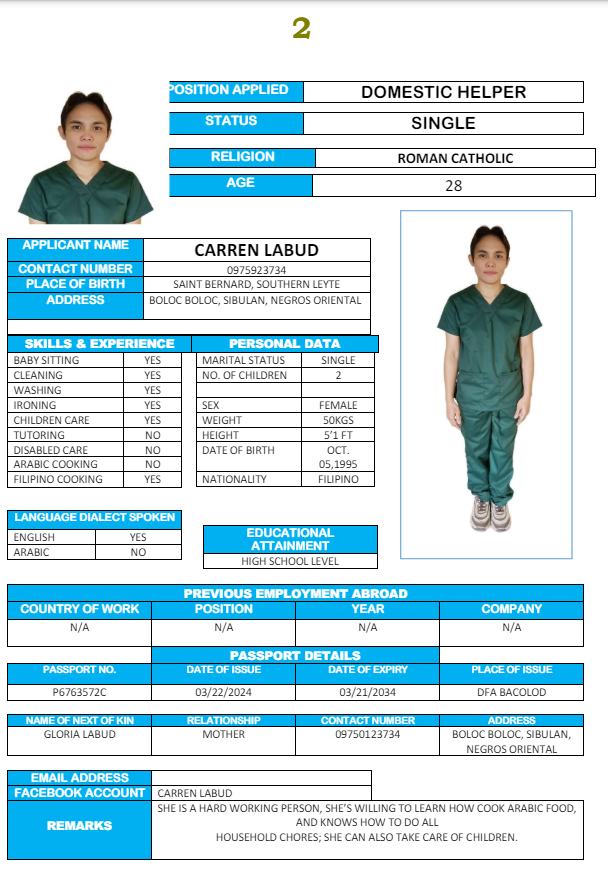 2
POSITION APPLIED DOMESTIC HELPER
STATUS SINGLE
RELIGION ROMAN CATHOLIC
AGE 28
APPLICANT NAME CARREN LABUD
CONTACT NUMBER 0975923734
PLACE OF BIRTH SAINT BERNARD, SOUTHERN LEYTE
ADDRESS BOLOC BOLOC, SIBULAN, NEGROS ORIENTAL
SKILLS & EXPERIENCE PERSONAL DATA
BABY SITTING YES MARITAL STATUS SINGLE
CLEANING YES NO. OF CHILDREN 2
WASHING YES
IRONING YES SEX FEMALE
CHILDREN CARE YES WEIGHT 50KGS
TUTORING NO HEIGHT 5'1 FT
DISABLED CARE NO DATE OF BIRTH OCT.
ARABIC COOKING NO 05,1995
FILIPINO COOKING YES NATIONALITY FILIPINO
LANGUAGE DIALECT SPOKEN
ENGLISH YES
ARABIC NO
EDUCATIONAL
ATTAINMENT
HIGH SCHOOL LEVEL
PREVIOUS EMPLOYMENT ABROAD
COUNTRY OF WORK POSITION YEAR COMPANY
N/A N/A N/A N/A
PASSPORT DETAILS
PASSPORT NO. DATE OF ISSUE DATE OF EXPIRY PLACE OF ISSUE
P6763572C 03/22/2024 03/21/2034 DFA BACOLOD
NAME OF NEXT OF KIN RELATIONSHIP CONTACT NUMBER ADDRESS
GLORIA LABUD MOTHER 09750123734 BOLOC BOLOC, SIBULAN,
NEGROS ORIENTAL
EMAIL ADDRESS
FACEBOOK ACCOUNT CARREN LABUD
REMARKS SHE IS A HARD WORKING PERSON, SHE'S WILLING TO LEARN HOW COOK ARABIC FOOD,
AND KNOWS HOW TO DO ALL
HOUSEHOLD CHORES; SHE CAN ALSO TAKE CARE OF CHILDREN.